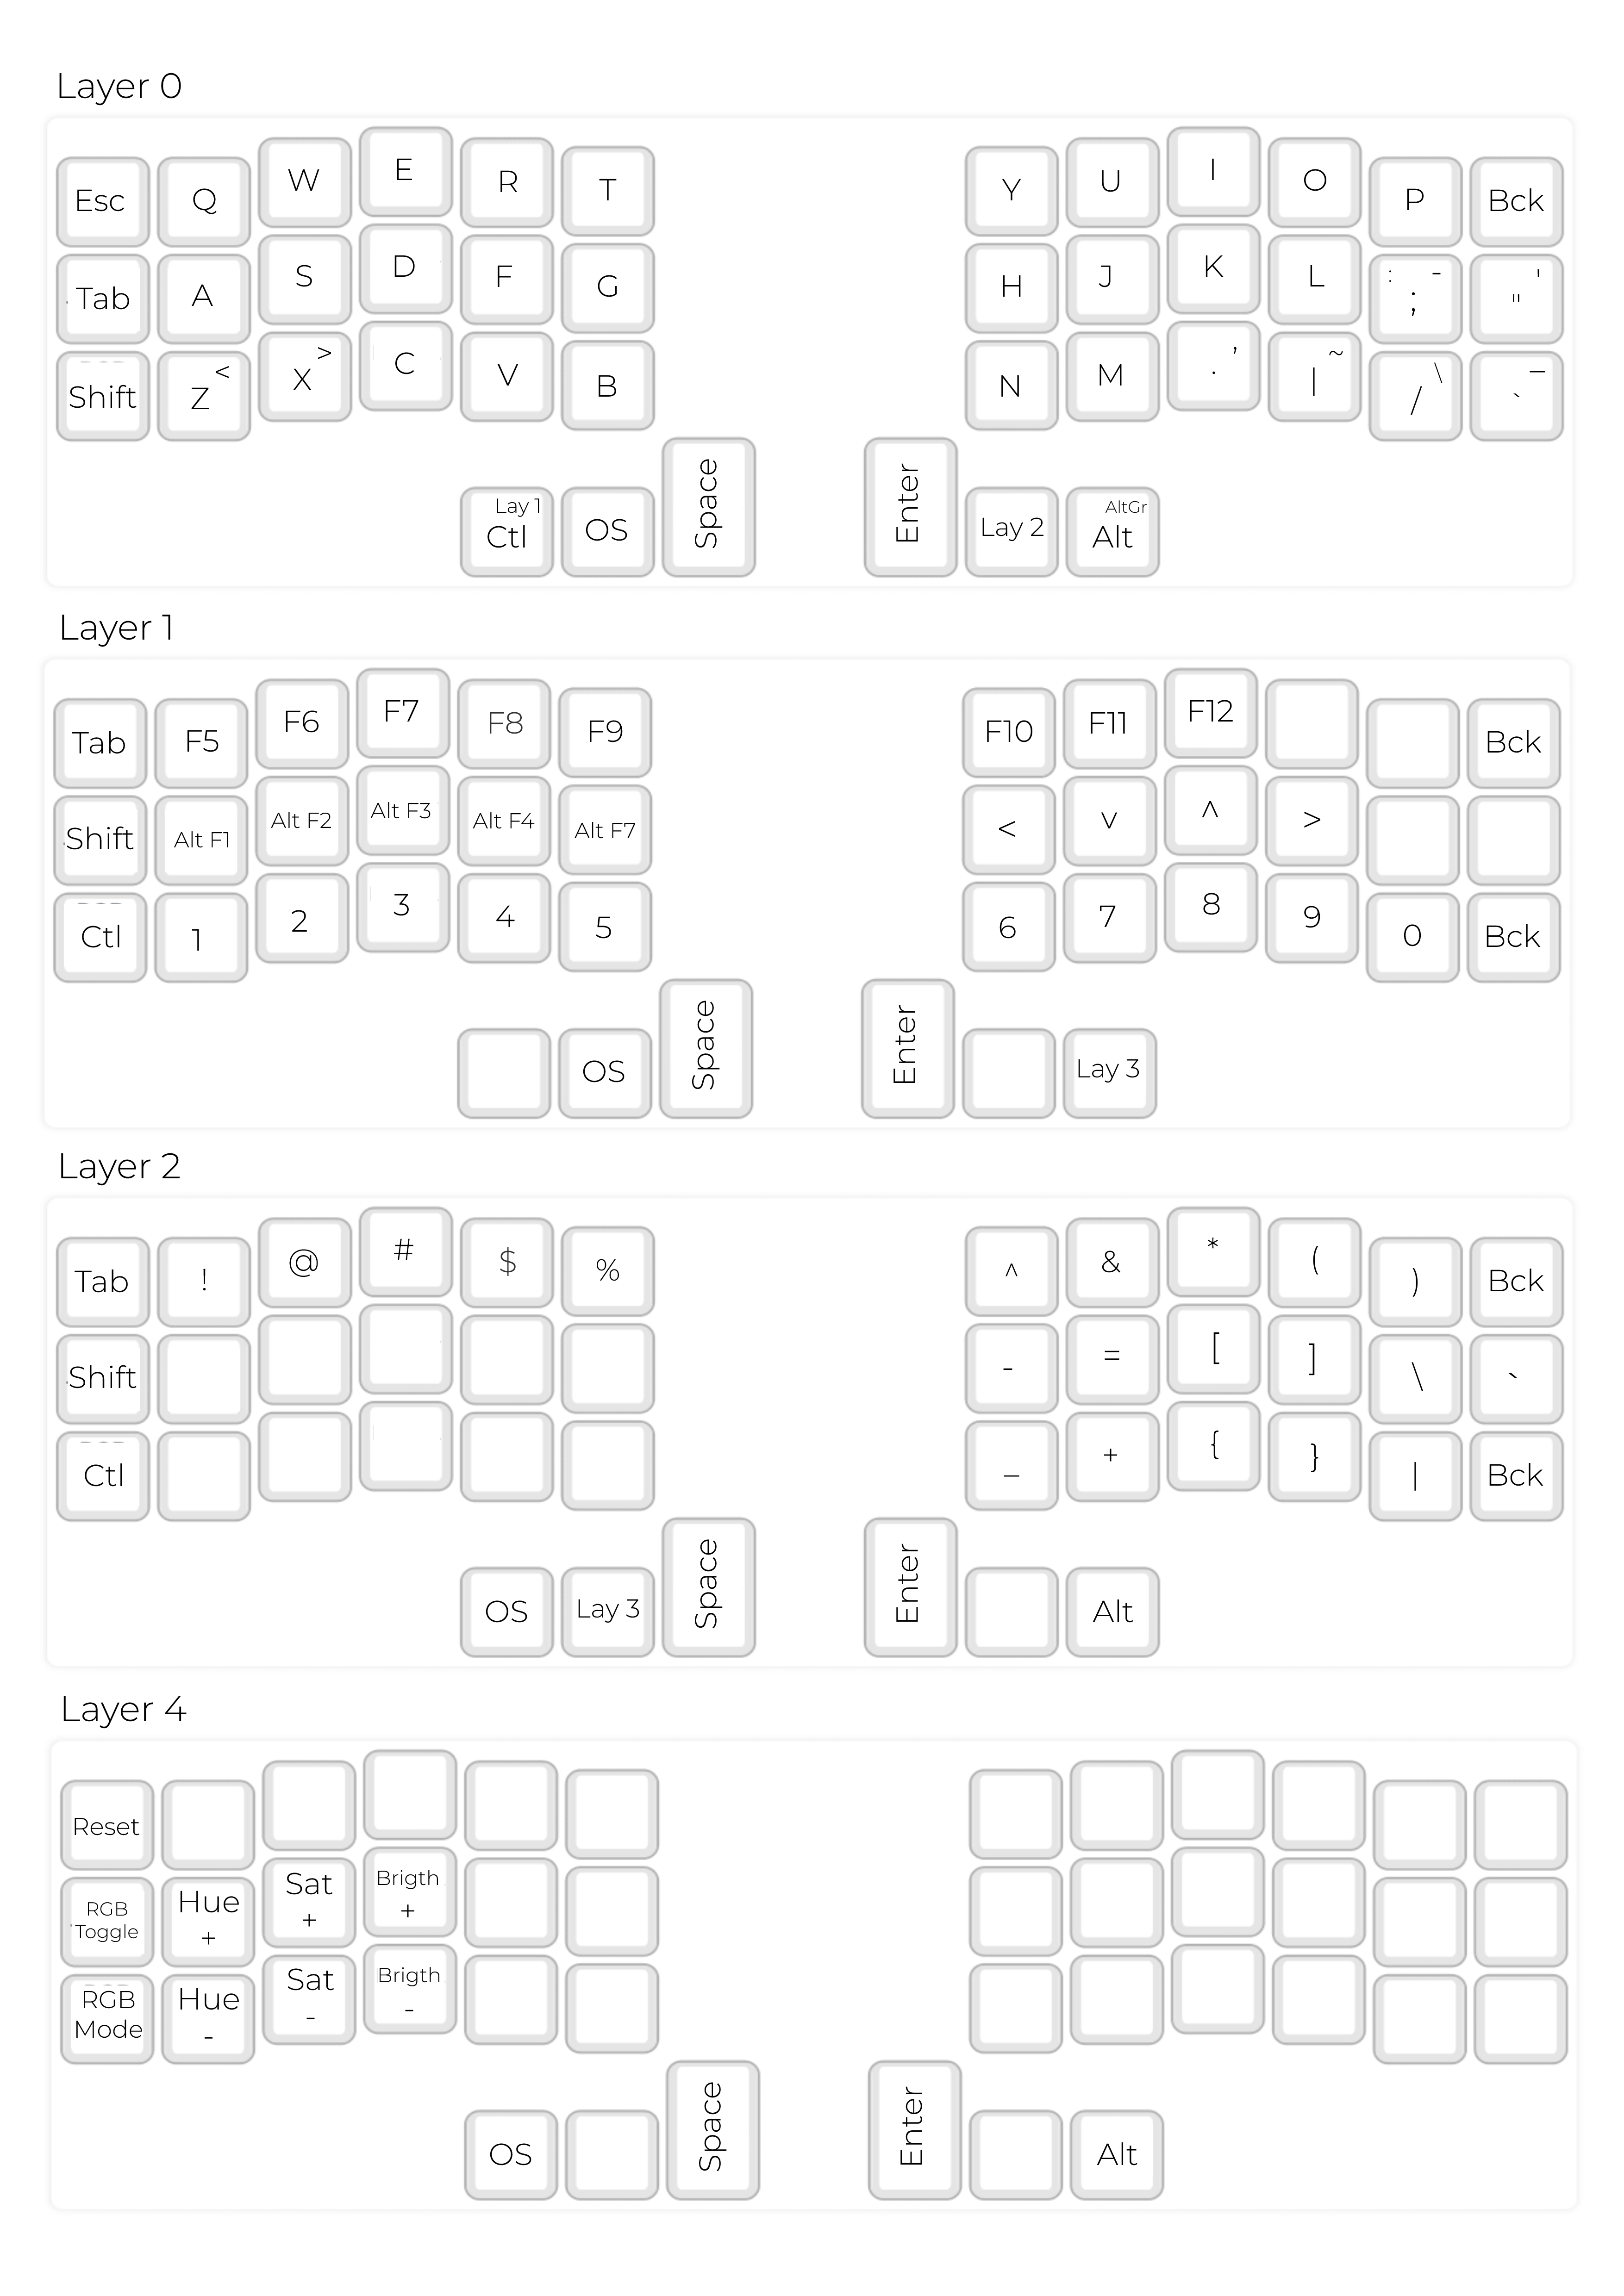 Layer 0
Esc Q W E R T Y U I O P Bck
Tab A S D F G H J K L : - ; ' "
Shift Z < X > C V B N M . ’ | ~ / \ ` —
Lay 1
Ctl OS Space Enter Lay 2 AltGr
Alt
Layer 1
Tab F5 F6 F7 F8 F9 F10 F11 F12 Bck
Shift Alt F1 Alt F2 Alt F3 Alt F4 Alt F7 < v ^ >
Ctl 1 2 3 4 5 6 7 8 9 0 Bck
OS Space Enter Lay 3
Layer 2
Tab ! @ # $ % ^ & * ( ) Bck
Shift - = [ ] \ `
Ctl _ + { } | Bck
OS Lay 3 Space Enter Alt
Layer 4
Reset
RGB
Toggle
Hue
+
Sat
+
Brigth
+
RGB
Mode
Hue
-
Sat
-
Brigth
-
OS Space Enter Alt